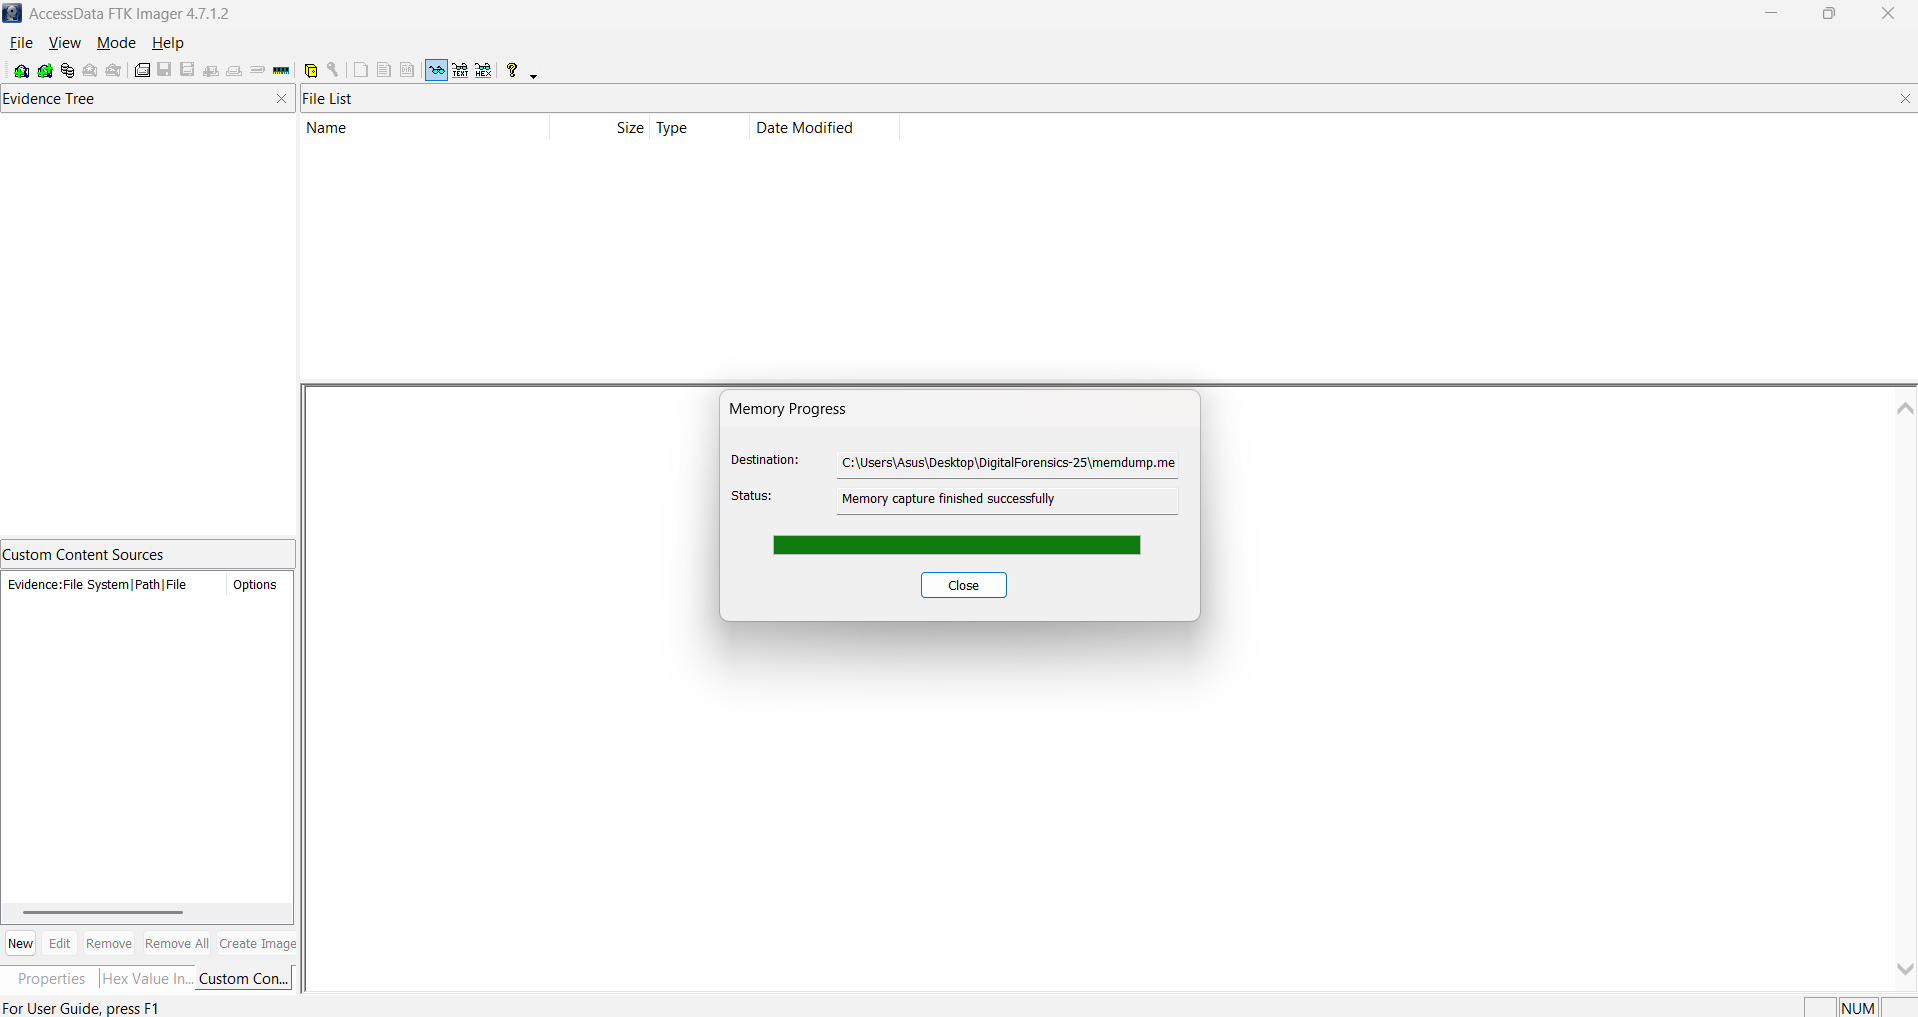 AccessData FTK Imager 4.7.1.2
File View Mode Help
TEXT HEX ?
Evidence Tree
File List
Name Size Type Date Modified
Memory Progress
Destination: C:\Users\Asus\Desktop\DigitalForensics-25\memdump.me
Status: Memory capture finished successfully
Close
Custom Content Sources
Evidence:File System|Path|File Options
New Edit Remove Remove All Create Image
Properties Hex Value In... Custom Con...
For User Guide, press F1
NUM